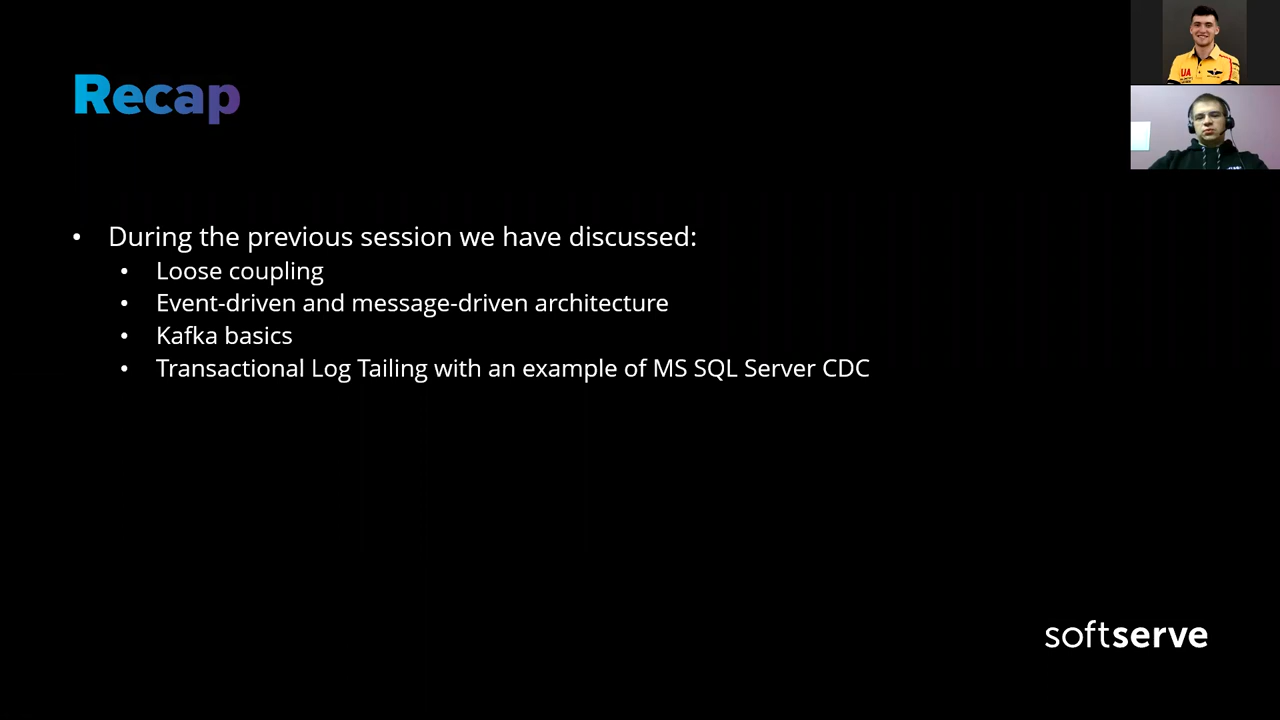 Recap
• During the previous session we have discussed:
• Loose coupling
• Event-driven and message-driven architecture
• Kafka basics
• Transactional Log Tailing with an example of MS SQL Server CDC
UA
softserve